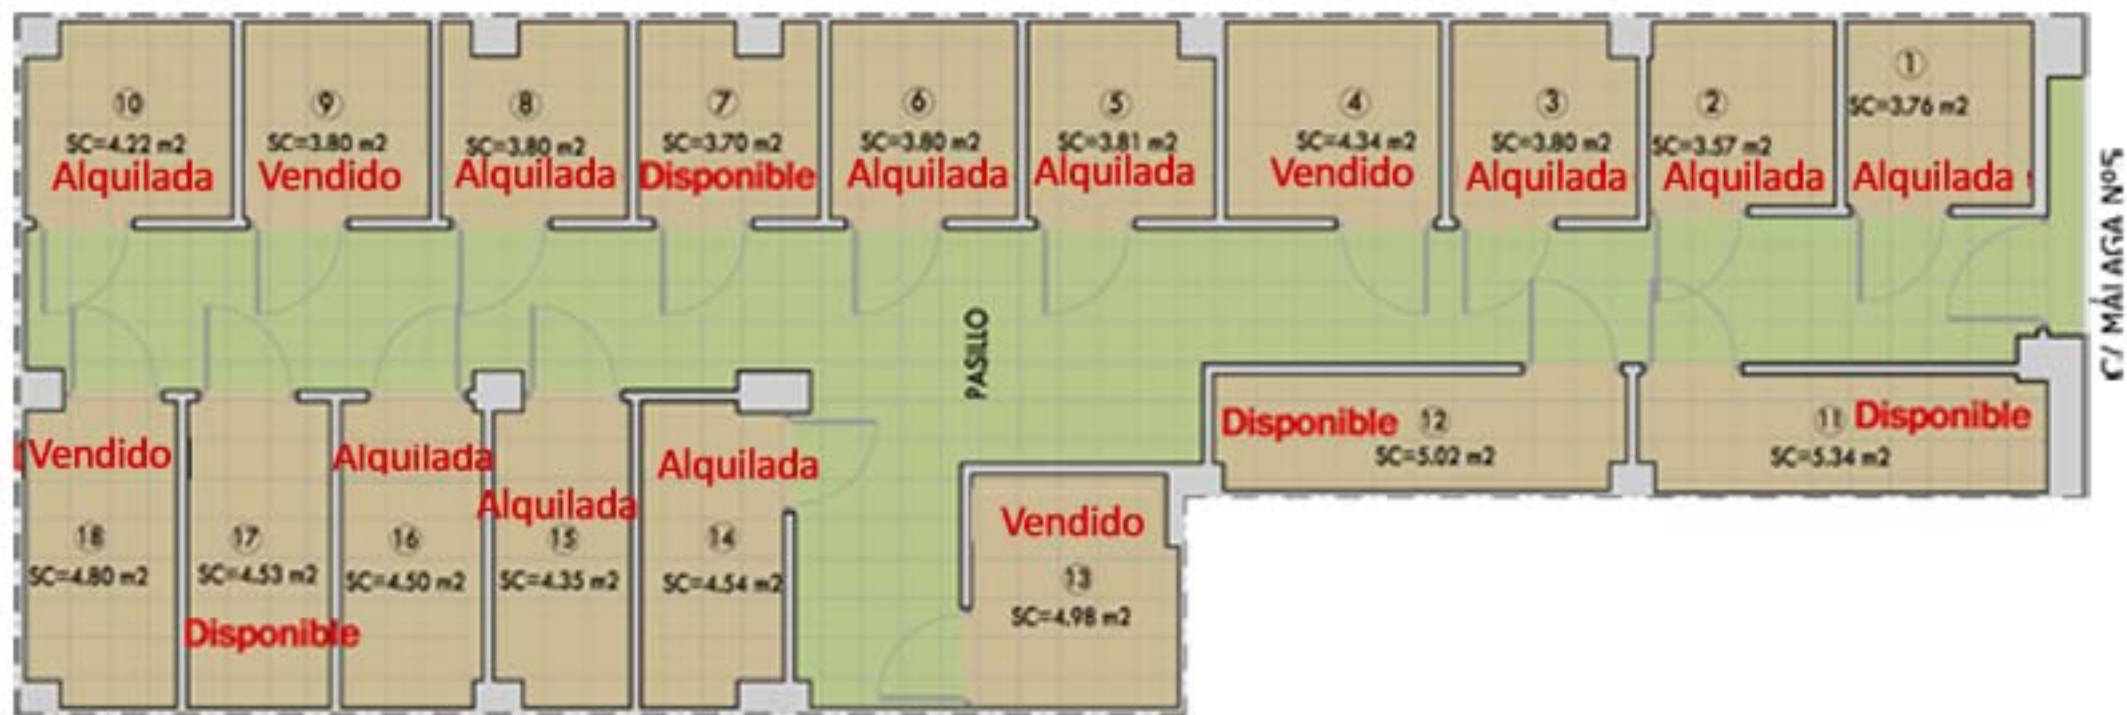 10
SC=4.22 m2
Alquilada
9
SC=3.80 m2
Vendido
8
SC=3.80 m2
Alquilada
7
SC=3.70 m2
Disponible
6
SC=3.80 m2
Alquilada
5
SC=3.81 m2
Alquilada
4
SC=4.34 m2
Vendido
3
SC=3.80 m2
Alquilada
2
SC=3.57 m2
Alquilada
1
SC=3.76 m2
Alquilada
C/ MÁLAGA Nº5
PASILLO
Vendido
18
SC=4.80 m2
17
SC=4.53 m2
Disponible
Alquilada
16
SC=4.50 m2
Alquilada
15
SC=4.35 m2
Alquilada
14
SC=4.54 m2
Vendido
13
SC=4.98 m2
Disponible 12
SC=5.02 m2
11 Disponible
SC=5.34 m2